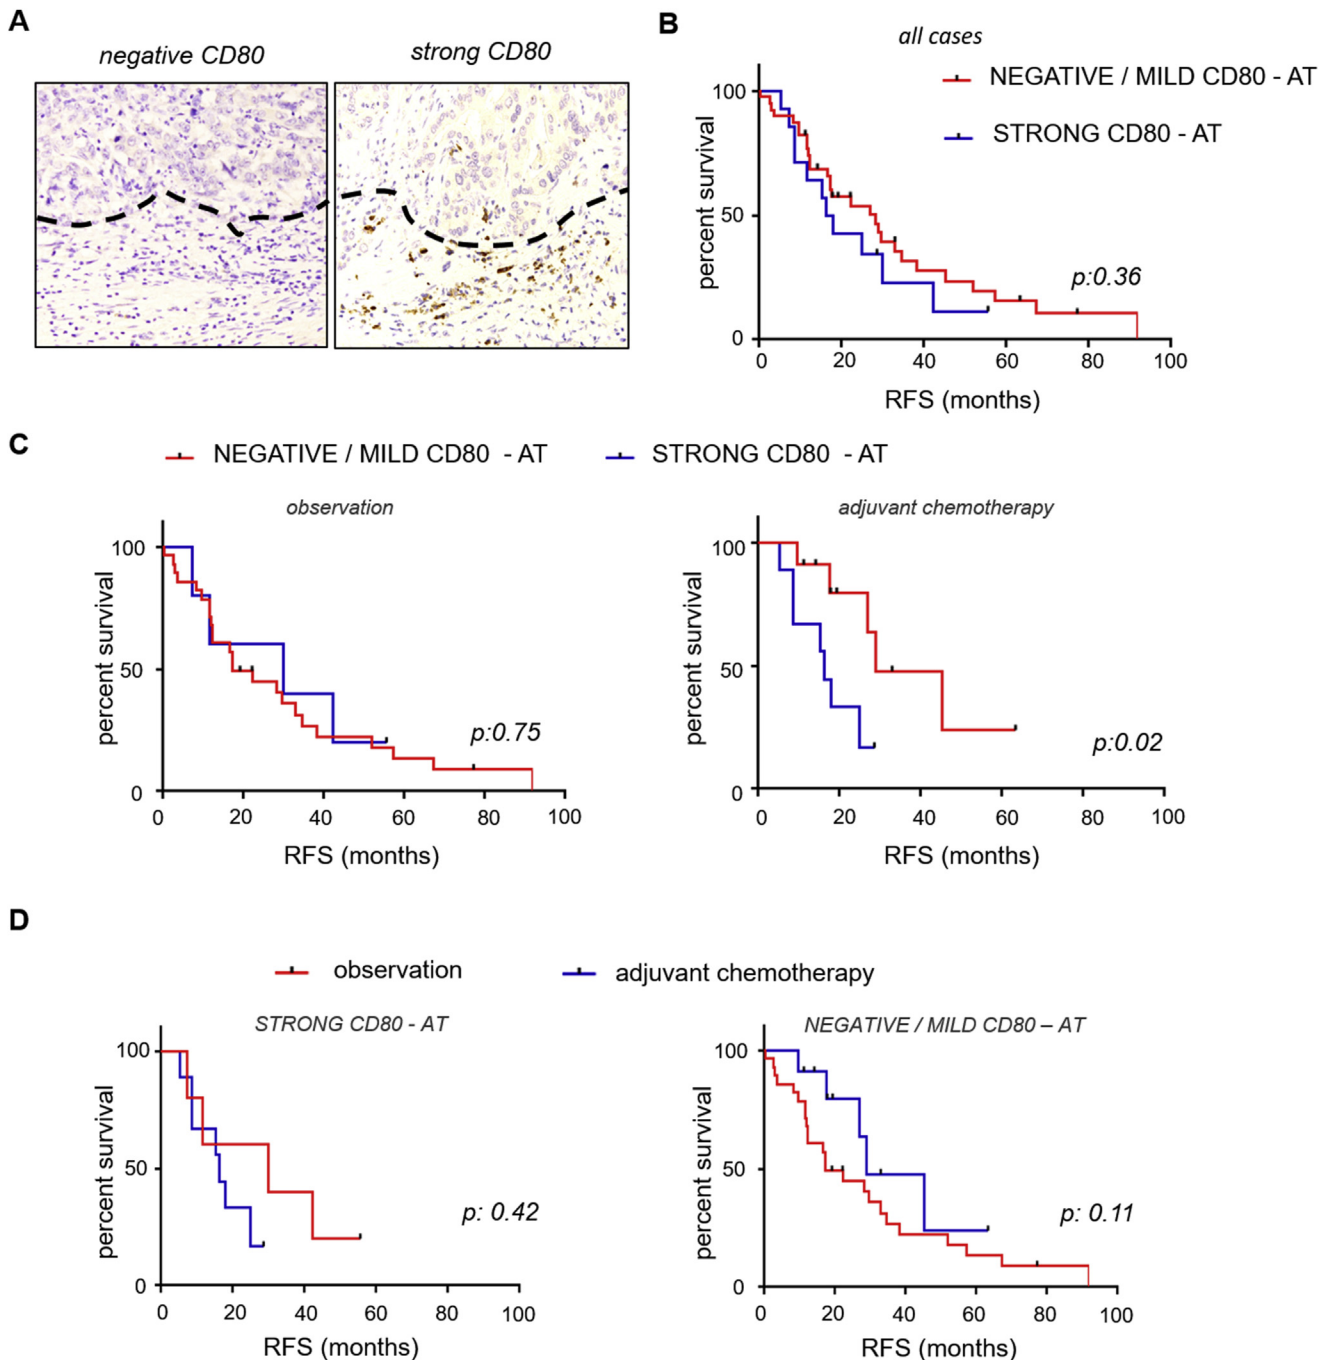 A
negative CD80
strong CD80
B
all cases
NEGATIVE / MILD CD80 - AT
STRONG CD80 - AT
100
50
0
percent survival
p:0.36
0 20 40 60 80 100
RFS (months)
C
NEGATIVE / MILD CD80 - AT
STRONG CD80 - AT
observation
100
50
0
percent survival
p:0.75
0 20 40 60 80 100
RFS (months)
adjuvant chemotherapy
100
50
0
percent survival
p:0.02
0 20 40 60 80 100
RFS (months)
D
observation
adjuvant chemotherapy
STRONG CD80 - AT
100
50
0
percent survival
p: 0.42
0 20 40 60 80 100
RFS (months)
NEGATIVE / MILD CD80 – AT
100
50
0
percent survival
p: 0.11
0 20 40 60 80 100
RFS (months)